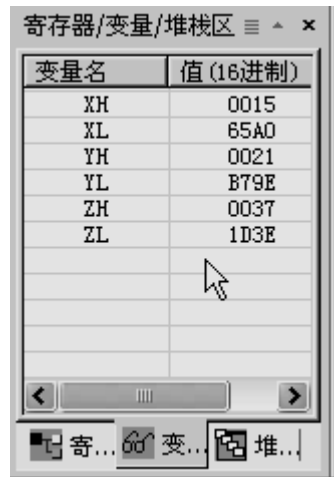 寄存器/变量/堆栈区
变量名 值(16进制)
XH 0015
XL 65A0
YH 0021
YL B79E
ZH 0037
ZL 1D3E
寄... 变... 堆...